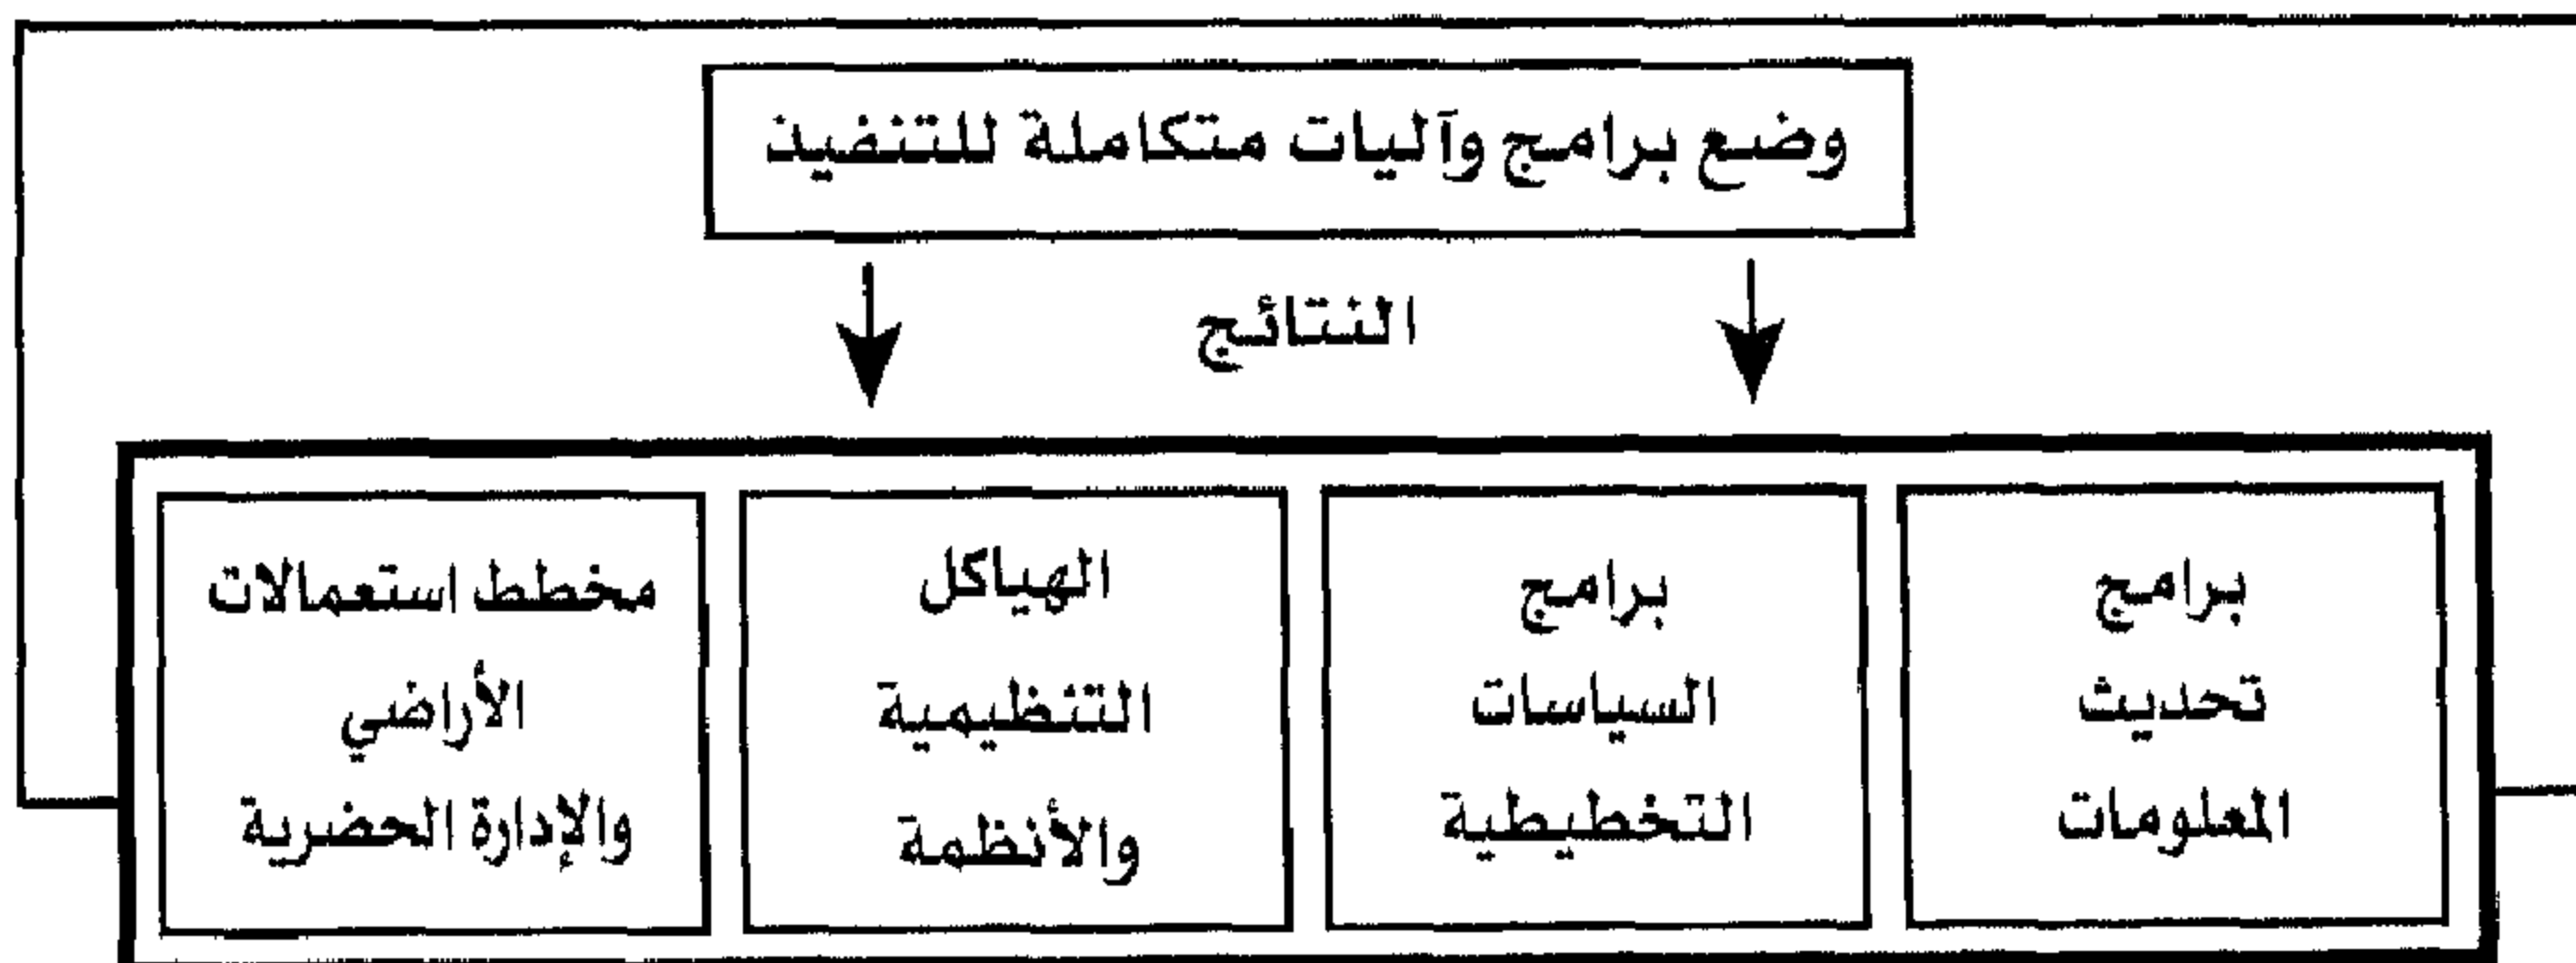 وضع برامج وآليات متكاملة للتنفيذ
النتائج
برامج
تحديث
المعلومات
برامج
السياسات
التخطيطية
الهياكل
التنظيمية
والأنظمة
مخطط استعمالات
الأراضي
والإدارة الحضرية